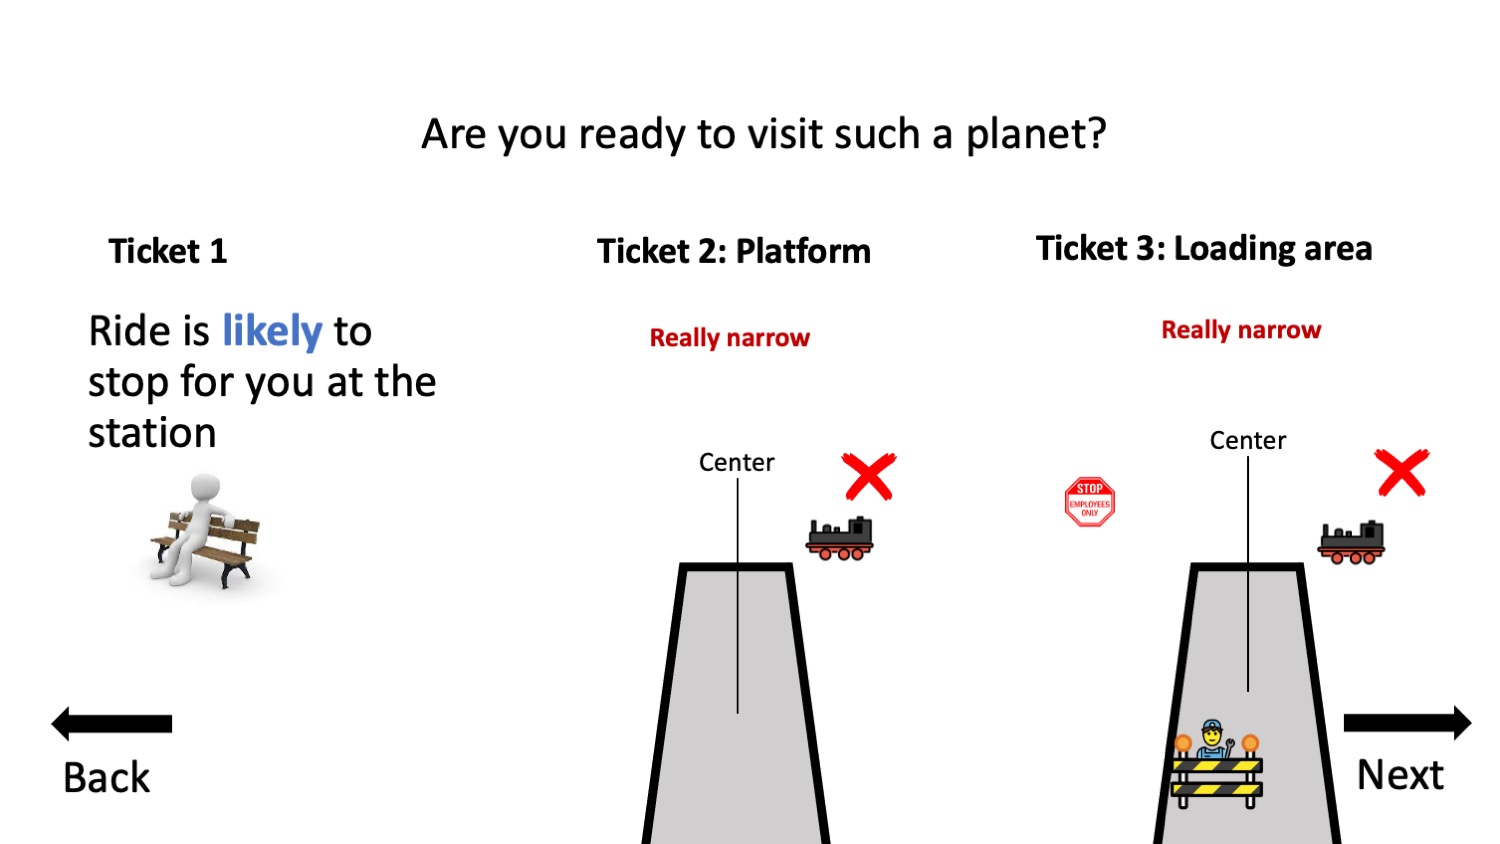 Are you ready to visit such a planet?
Ticket 1
Ride is likely to
stop for you at the
station
Back
Ticket 2: Platform
Really narrow
Center
Ticket 3: Loading area
Really narrow
Center
STOP
EMPLOYEES
ONLY
Next